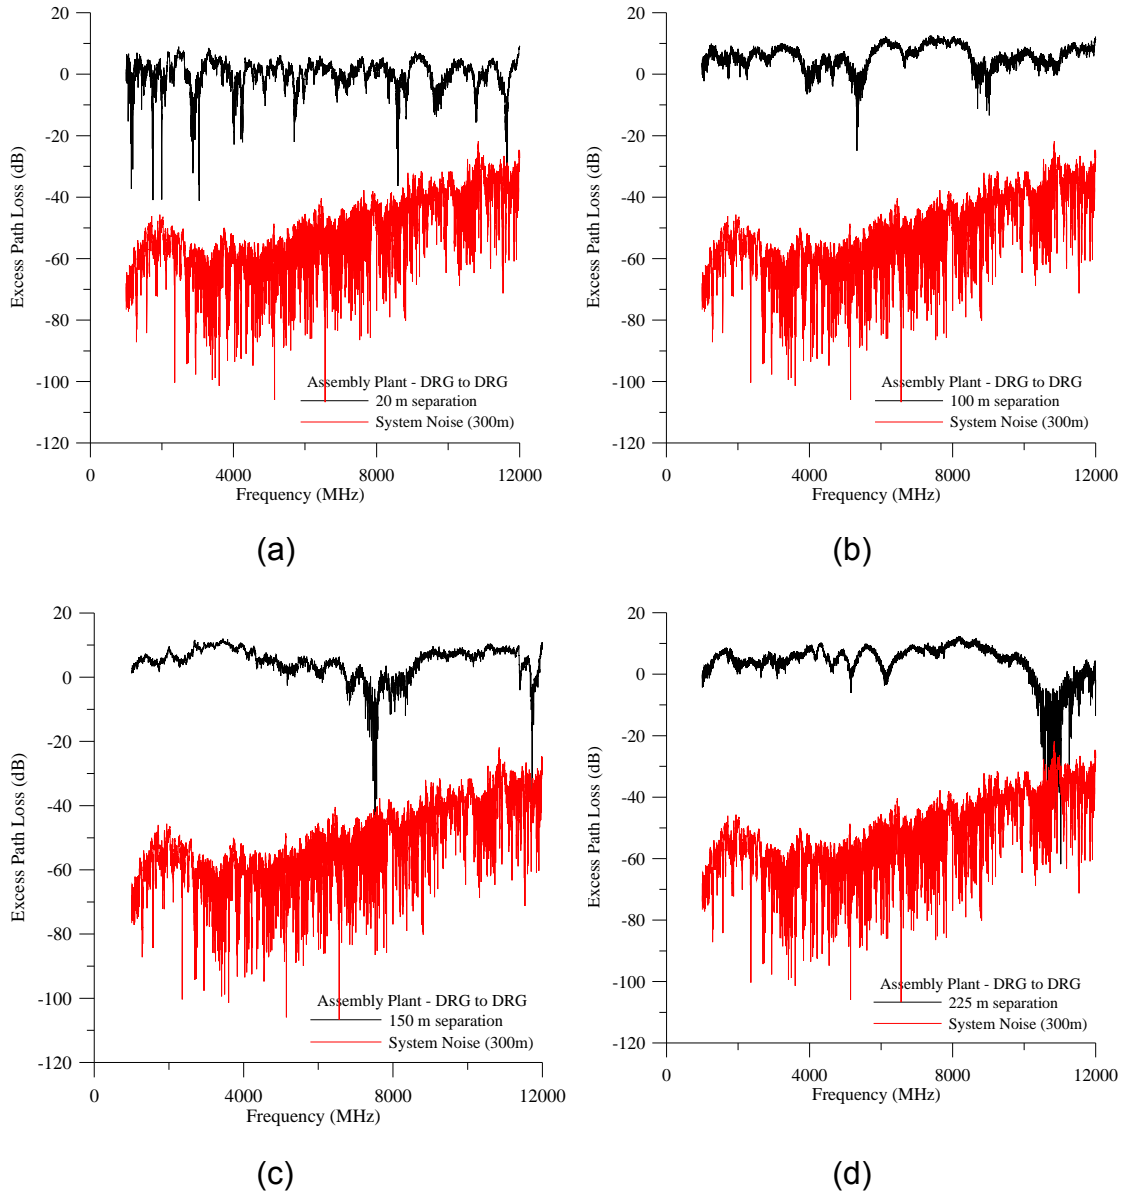 20
0
-20
-40
-60
-80
-100
-120
Excess Path Loss (dB)
Assembly Plant - DRG to DRG
20 m separation
System Noise (300m)
0 4000 8000 12000
Frequency (MHz)
(a)
20
0
-20
-40
-60
-80
-100
-120
Excess Path Loss (dB)
Assembly Plant - DRG to DRG
100 m separation
System Noise (300m)
0 4000 8000 12000
Frequency (MHz)
(b)
20
0
-20
-40
-60
-80
-100
-120
Excess Path Loss (dB)
Assembly Plant - DRG to DRG
150 m separation
System Noise (300m)
0 4000 8000 12000
Frequency (MHz)
(c)
20
0
-20
-40
-60
-80
-100
-120
Excess Path Loss (dB)
Assembly Plant - DRG to DRG
225 m separation
System Noise (300m)
0 4000 8000 12000
Frequency (MHz)
(d)